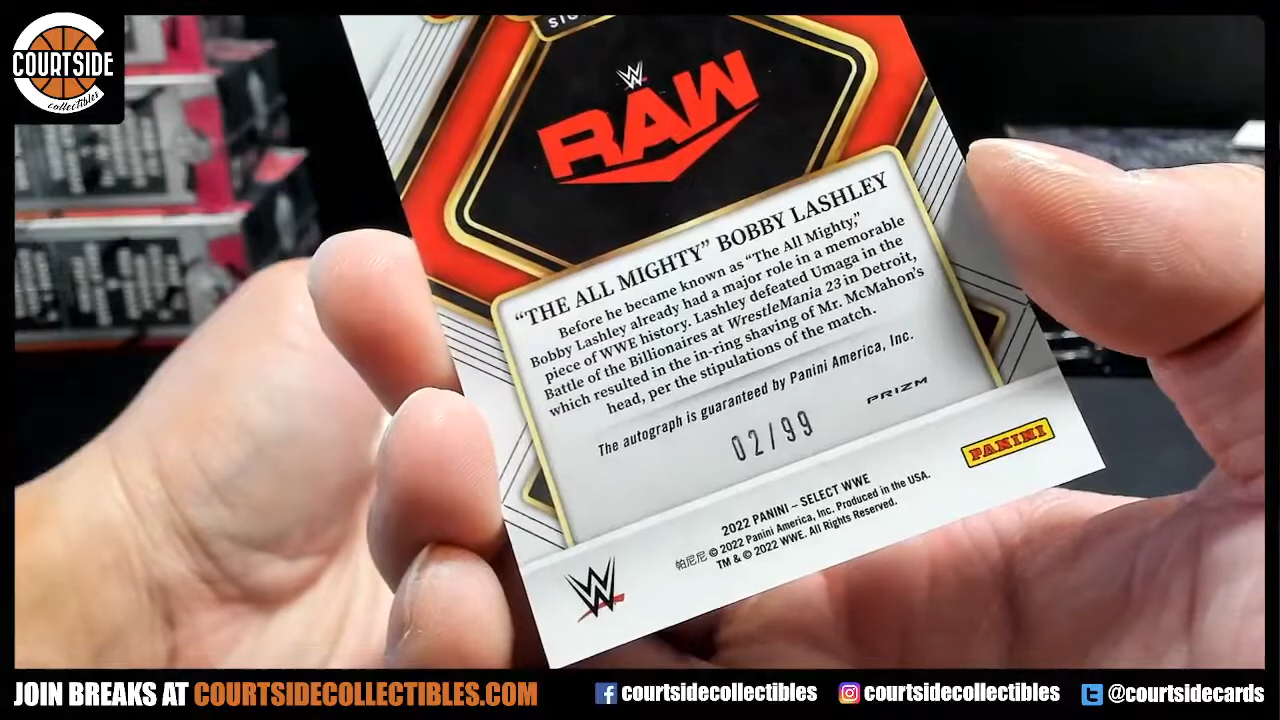 COURTSIDE
collectibles
SIG
W
RAW
“THE ALL MIGHTY” BOBBY LASHLEY
Before he became known as “The All Mighty,”
Bobby Lashley already had a major role in a memorable
piece of WWE history. Lashley defeated Umaga in the
Battle of the Billionaires at WrestleMania 23 in Detroit,
which resulted in the in-ring shaving of Mr. McMahon's
head, per the stipulations of the match.
The autograph is guaranteed by Panini America, Inc.
02/99
PRIZM
PANINI
2022 PANINI – SELECT WWE
帕尼尼 © 2022 Panini America, Inc. Produced in the USA.
TM & © 2022 WWE. All Rights Reserved.
W
JOIN BREAKS AT COURTSIDECOLLECTIBLES.COM
courtsidecollectibles
courtsidecollectibles
@courtsidecards